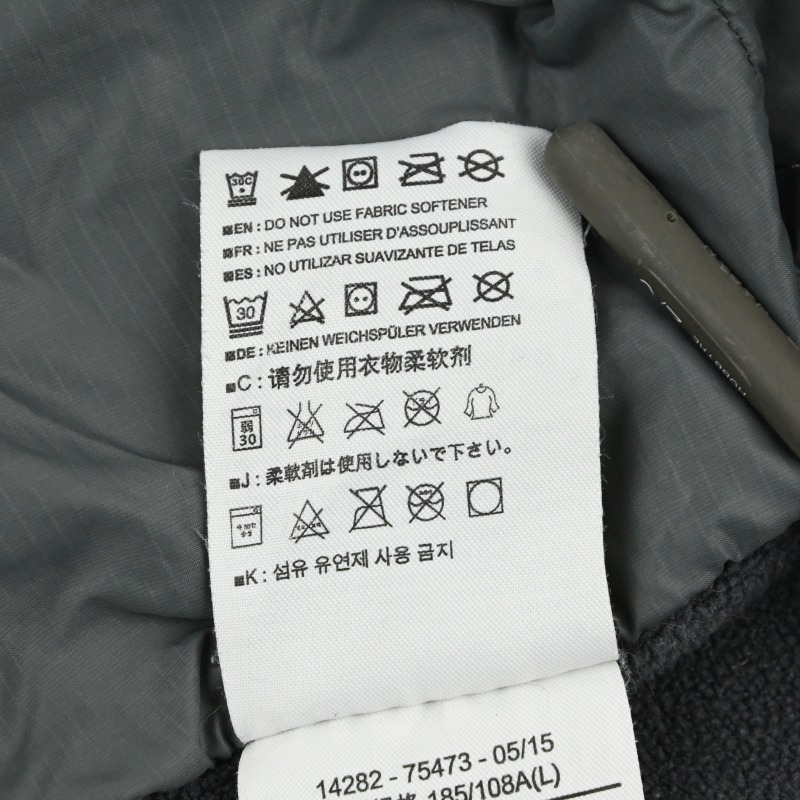 30C
EN : DO NOT USE FABRIC SOFTENER
FR : NE PAS UTILISER D'ASSOUPLISSANT
ES : NO UTILIZAR SUAVIZANTE DE TELAS
30
DE : KEINEN WEICHSPÜLER VERWENDEN
C : 请勿使用衣物柔软剂
弱
30
J : 柔軟剤は使用しないで下さい。
K : 섬유 유연제 사용 금지
14282 - 75473 - 05/15
185/108A(L)